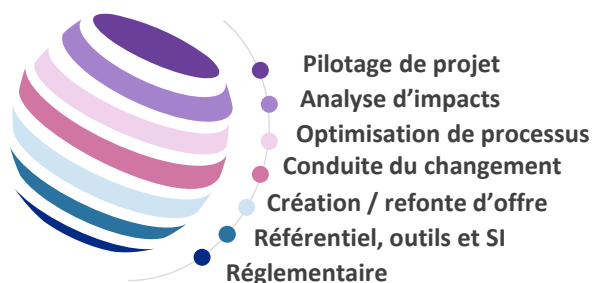 Pilotage de projet
Analyse d’impacts
Optimisation de processus
Conduite du changement
Création / refonte d’offre
Référentiel, outils et SI
Réglementaire